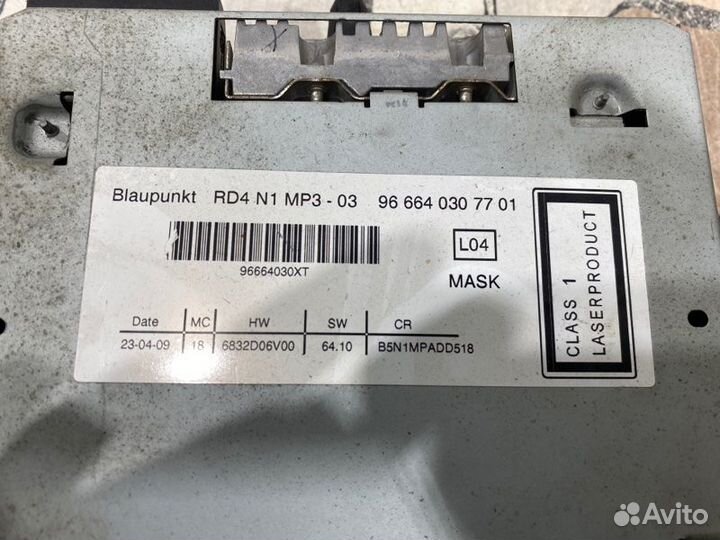 Blaupunkt RD4 N1 MP3 - 03 96 664 030 77 01
96664030XT
L04
MASK
CLASS 1
LASERPRODUCT
Date MC HW SW CR
23-04-09 18 6832D06V00 64.10 B5N1MPADD518
Avito